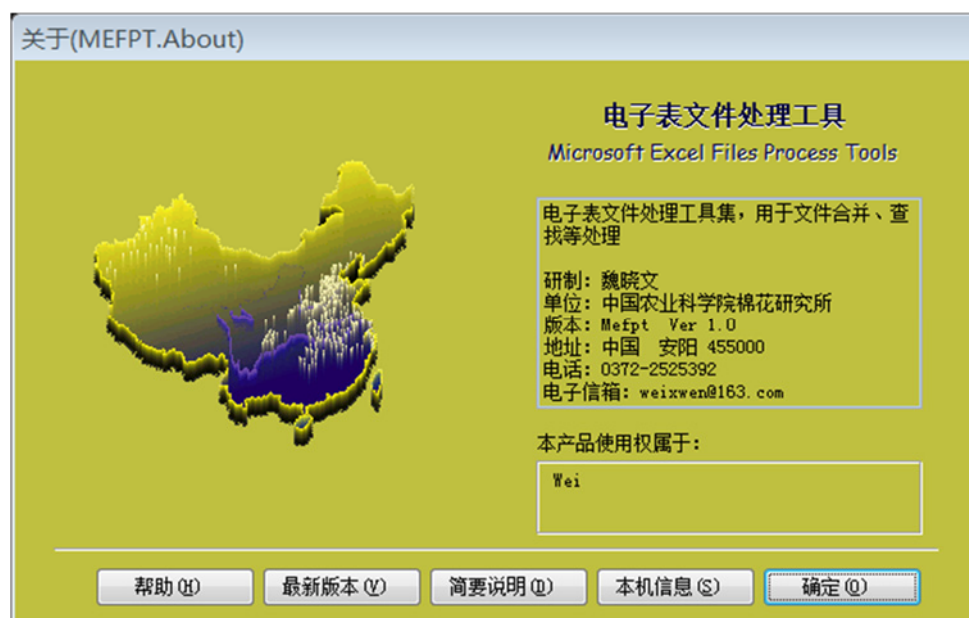 关于(MEFPT.About)
电子表文件处理工具
Microsoft Excel Files Process Tools
电子表文件处理工具集，用于文件合并、查
找等处理
研制：魏晓文
单位：中国农业科学院棉花研究所
版本：Mefpt Ver 1.0
地址：中国 安阳 455000
电话：0372-2525392
电子信箱：weixwen@163.com
本产品使用权属于：
Wei
帮助(H) 最新版本(V) 简要说明(D) 本机信息(S) 确定(O)